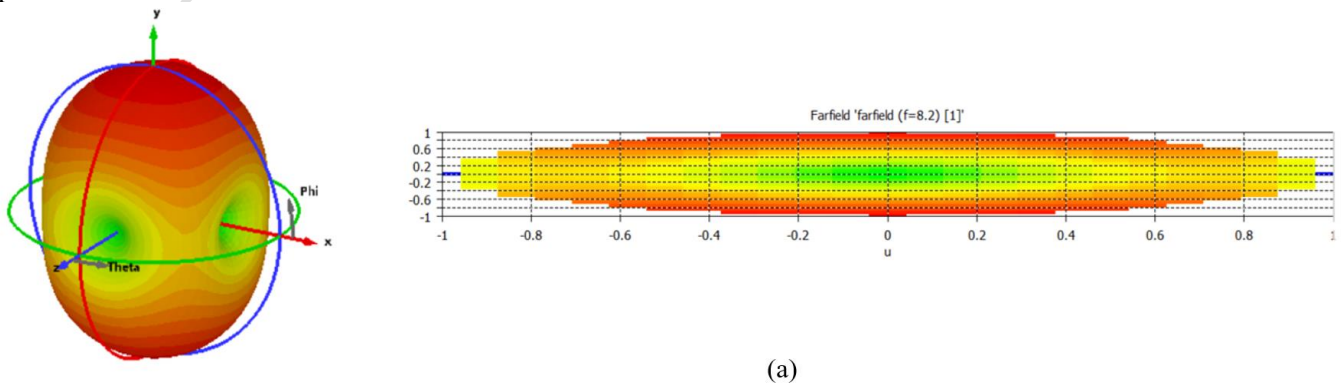 y
Phi
x
z
Theta
Farfield 'farfield (f=8.2) [1]'
1
0.6
0.2
-0.2
-0.6
-1
-1 -0.8 -0.6 -0.4 -0.2 0 0.2 0.4 0.6 0.8 1
u
(a)